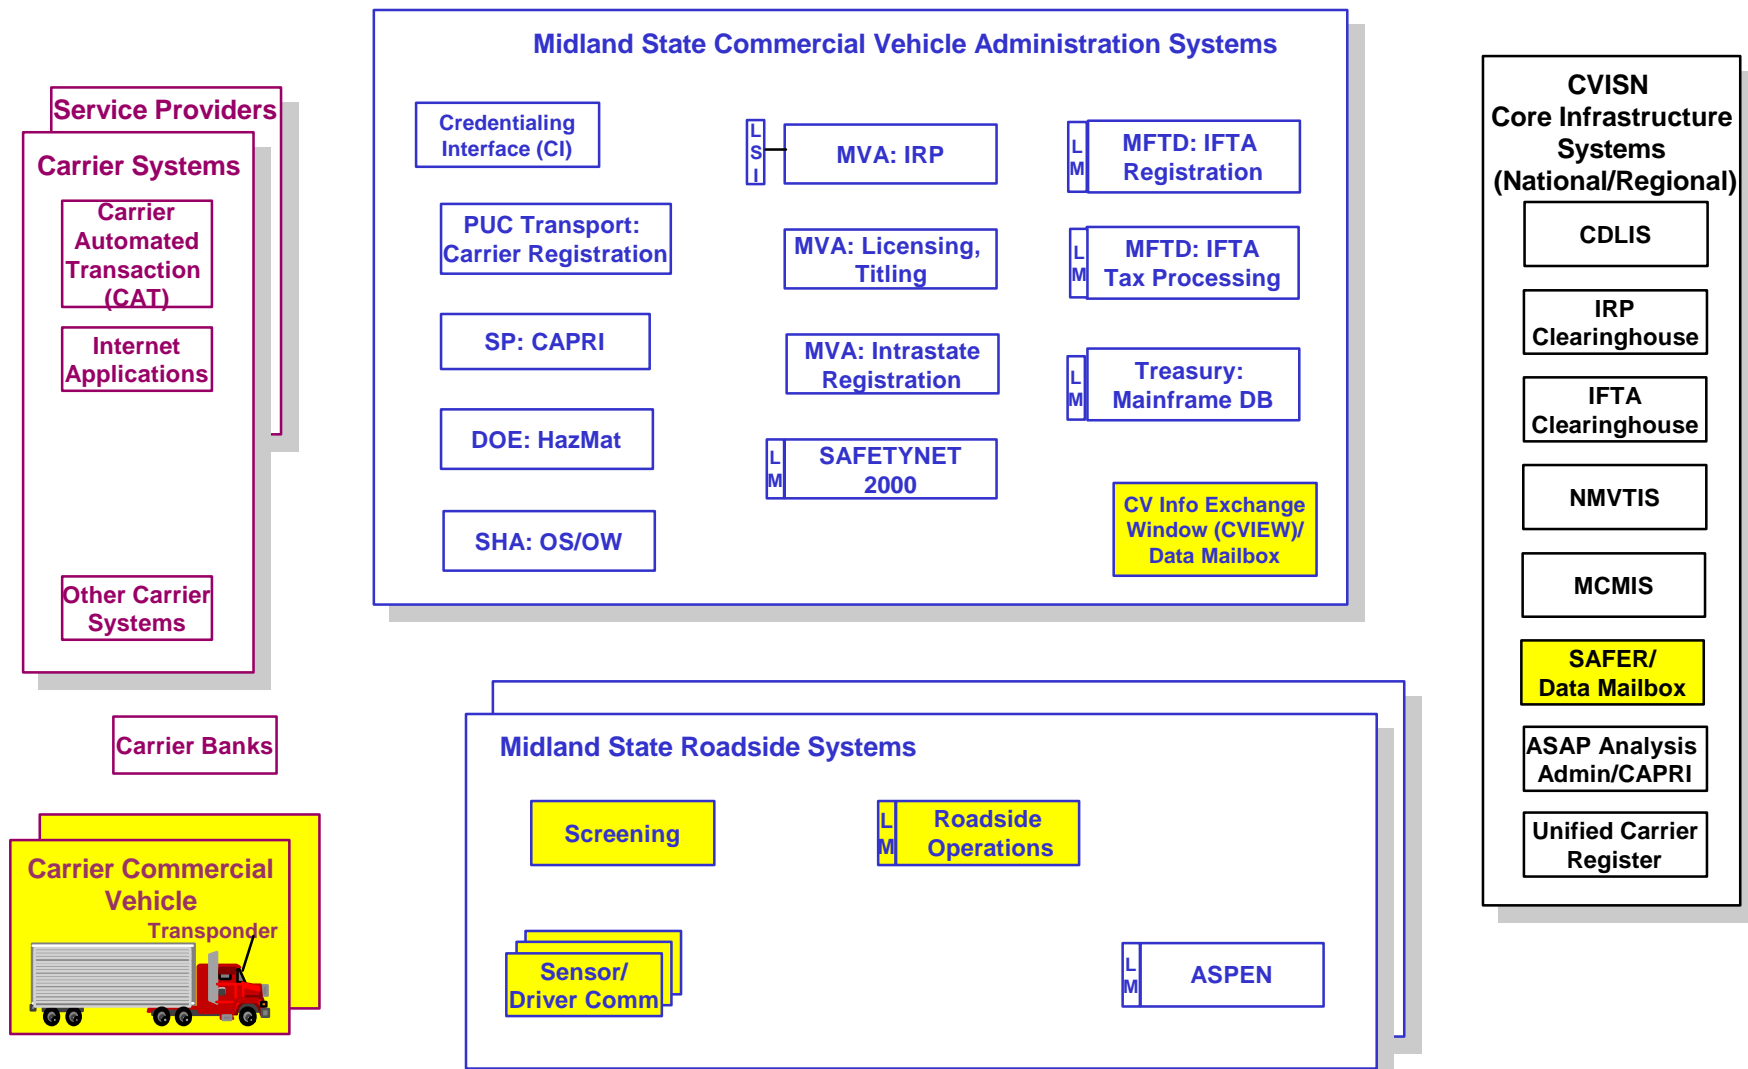 Midland State Commercial Vehicle Administration Systems
Service Providers
Carrier Systems
Carrier
Automated
Transaction
(CAT)
Internet
Applications
Other Carrier
Systems
Carrier Banks
Carrier Commercial
Vehicle
Transponder
Credentialing
Interface (CI)
PUC Transport:
Carrier Registration
SP: CAPRI
DOE: HazMat
SHA: OS/OW
L
S
I
MVA: IRP
MVA: Licensing,
Titling
MVA: Intrastate
Registration
L
M
SAFETYNET
2000
L
M
MFTD: IFTA
Registration
L
M
MFTD: IFTA
Tax Processing
L
M
Treasury:
Mainframe DB
CV Info Exchange
Window (CVIEW)/
Data Mailbox
Midland State Roadside Systems
Screening
L
M
Roadside
Operations
Sensor/
Driver Comm
L
M
ASPEN
CVISN
Core Infrastructure
Systems
(National/Regional)
CDLIS
IRP
Clearinghouse
IFTA
Clearinghouse
NMVTIS
MCMIS
SAFER/
Data Mailbox
ASAP Analysis
Admin/CAPRI
Unified Carrier
Register